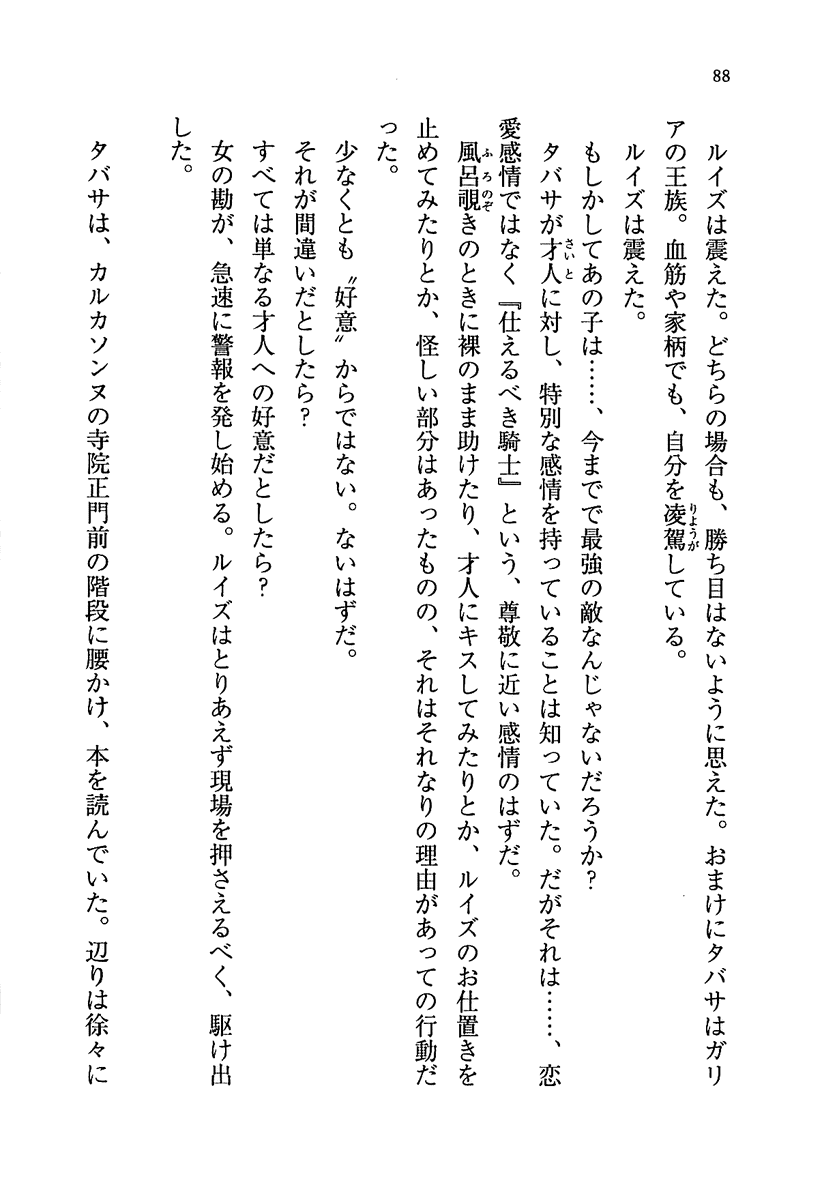 88
ルイズは震えた。どちらの場合も、勝ち目はないように思えた。おまけにタバサはガリ
アの王族。血筋や家柄でも、自分を凌駕している。
ルイズは震えた。
もしかしてあの子は……、今までで最強の敵なんじゃないだろうか？
タバサが才人に対し、特別な感情を持っていることは知っていた。だがそれは……、恋
愛感情ではなく『仕えるべき騎士』という、尊敬に近い感情のはずだ。
風呂覗きのときに裸のまま助けたり、才人にキスしてみたりとか、ルイズのお仕置きを
止めてみたりとか、怪しい部分はあったものの、それはそれなりの理由があっての行動だ
った。
少なくとも〝好意〟からではない。ないはずだ。
それが間違いだとしたら？
すべては単なる才人への好意だとしたら？
女の勘が、急速に警報を発し始める。ルイズはとりあえず現場を押さえるべく、駆け出
した。
タバサは、カルカソンヌの寺院正門前の階段に腰かけ、本を読んでいた。辺りは徐々に